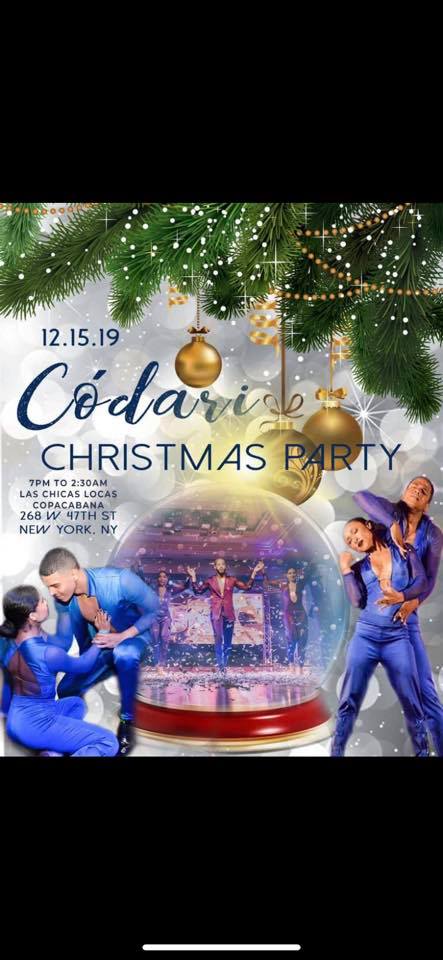 12.15.19
Códari
CHRISTMAS PARTY
7PM TO 2:30AM
LAS CHICAS LOCAS
COPACABANA
268 W 47TH ST
NEW YORK, NY